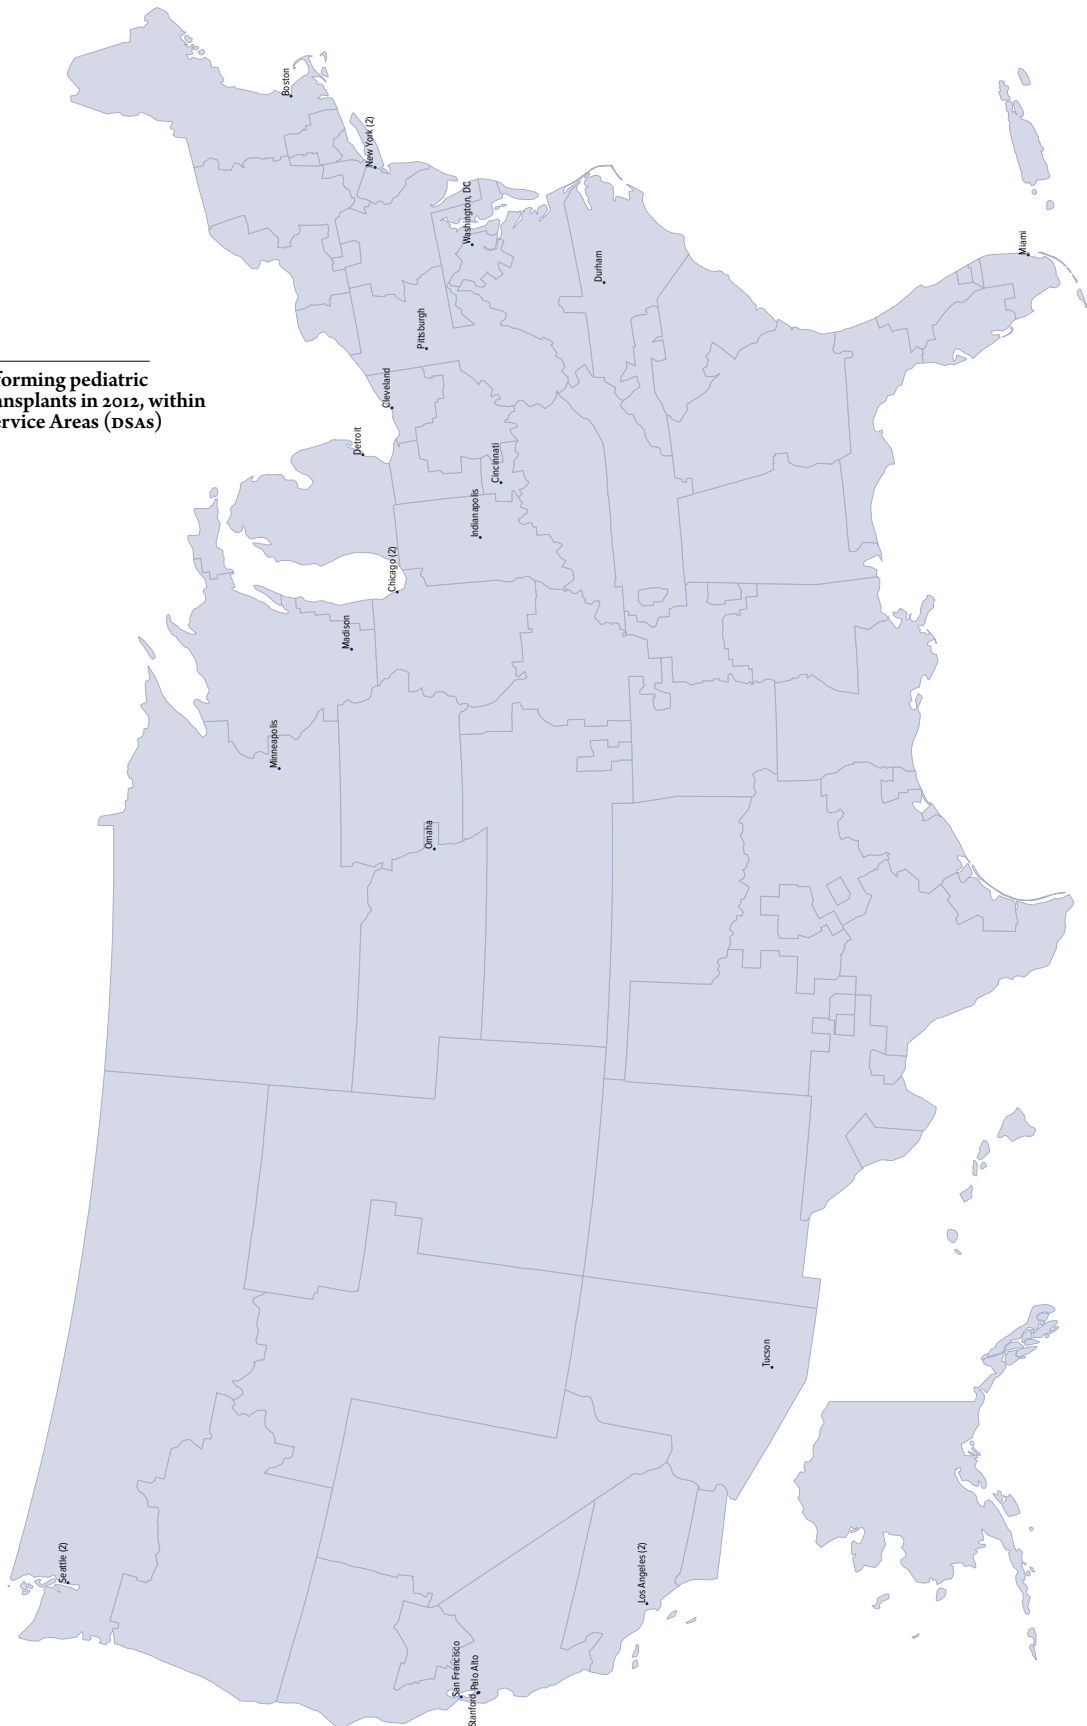 forming pediatric
ansplants in 2012, within
ervice Areas (DSAs)
Boston
New York (2)
Washington, DC
Durham
Miami
Pittsburgh
Cleveland
Detroit
Cincinnati
Indianapolis
Chicago (2)
Madison
Minneapolis
Omaha
Tucson
Seattle (2)
Los Angeles (2)
San Francisco
Palo Alto
Stanford